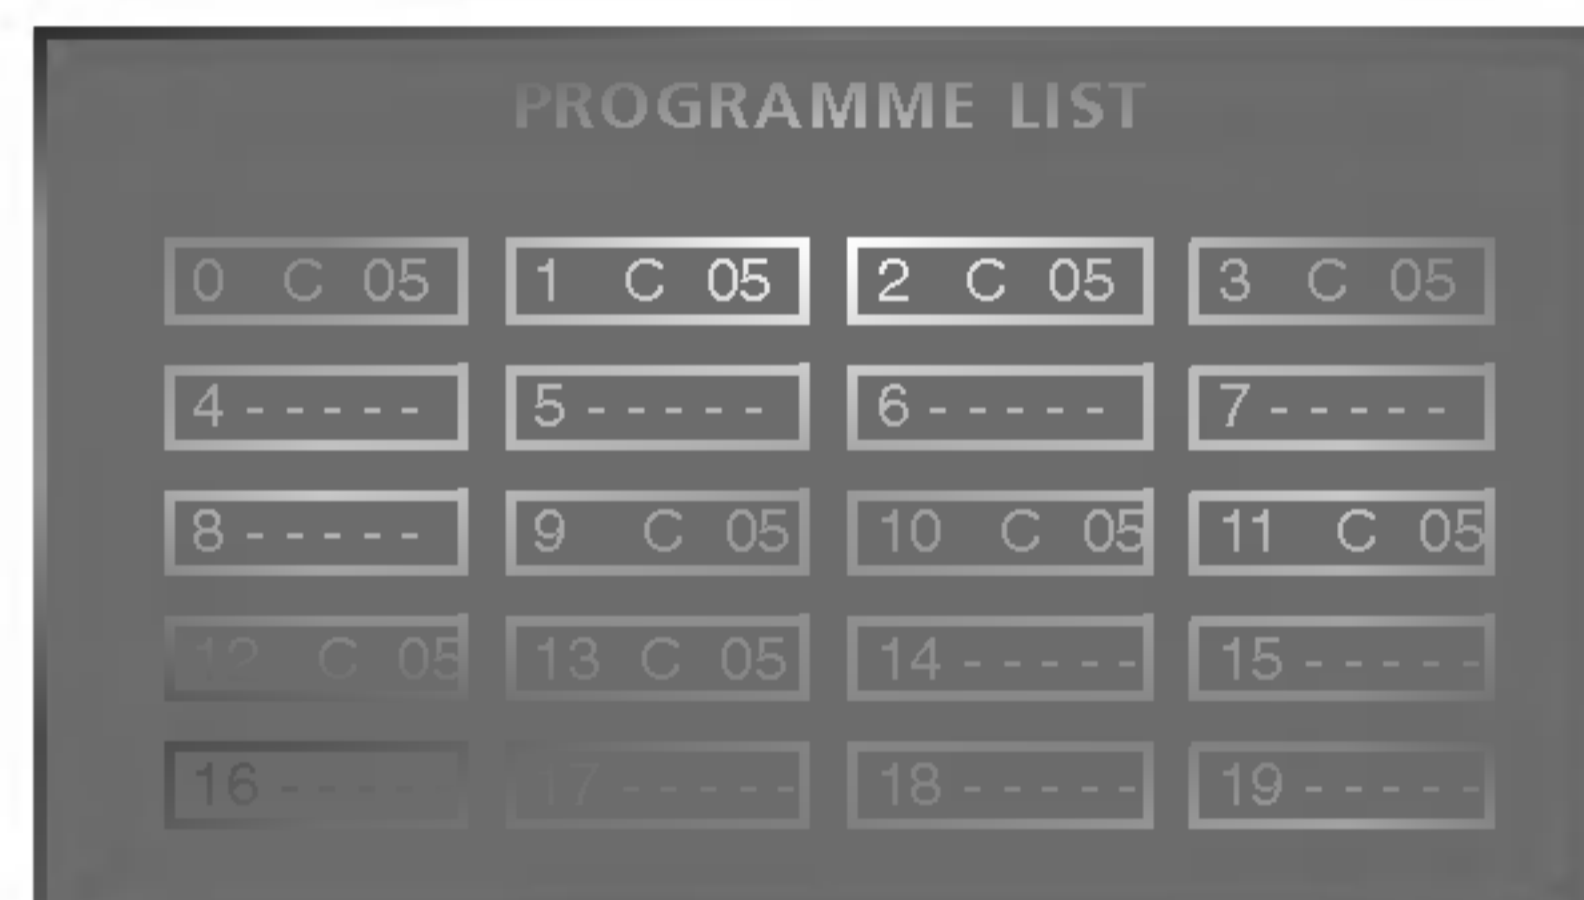 PROGRAMME LIST
0 C 05 1 C 05 2 C 05 3 C 05
4 - - - - - 5 - - - - - 6 - - - - - 7 - - - - -
8 - - - - - 9 C 05 10 C 05 11 C 05
12 C 05 13 C 05 14 - - - - - 15 - - - - -
16 - - - - - 17 - - - - - 18 - - - - - 19 - - - - -